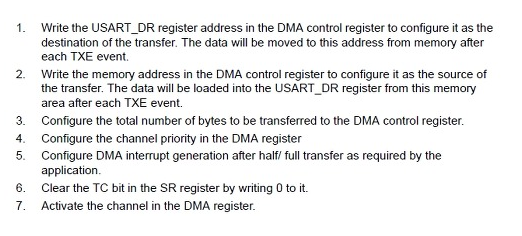 1. Write the USART_DR register address in the DMA control register to configure it as the
destination of the transfer. The data will be moved to this address from memory after
each TXE event.
2. Write the memory address in the DMA control register to configure it as the source of
the transfer. The data will be loaded into the USART_DR register from this memory
area after each TXE event.
3. Configure the total number of bytes to be transferred to the DMA control register.
4. Configure the channel priority in the DMA register
5. Configure DMA interrupt generation after half/ full transfer as required by the
application.
6. Clear the TC bit in the SR register by writing 0 to it.
7. Activate the channel in the DMA register.